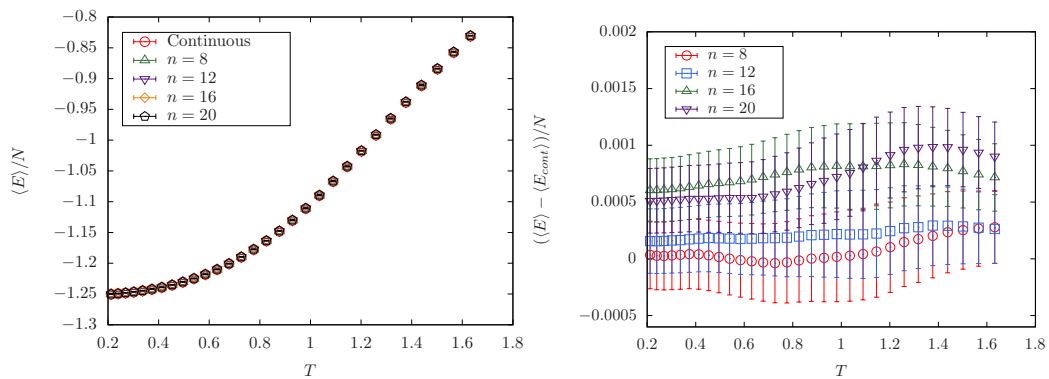 ⟨E⟩/N
−0.8
−0.85
−0.9
−0.95
−1
−1.05
−1.1
−1.15
−1.2
−1.25
−1.3
0.2 0.4 0.6 0.8 1 1.2 1.4 1.6 1.8
T
Continuous
n = 8
n = 12
n = 16
n = 20
(⟨E⟩ − ⟨E_cont⟩)/N
0.002
0.0015
0.001
0.0005
0
−0.0005
0.2 0.4 0.6 0.8 1 1.2 1.4 1.6 1.8
T
n = 8
n = 12
n = 16
n = 20